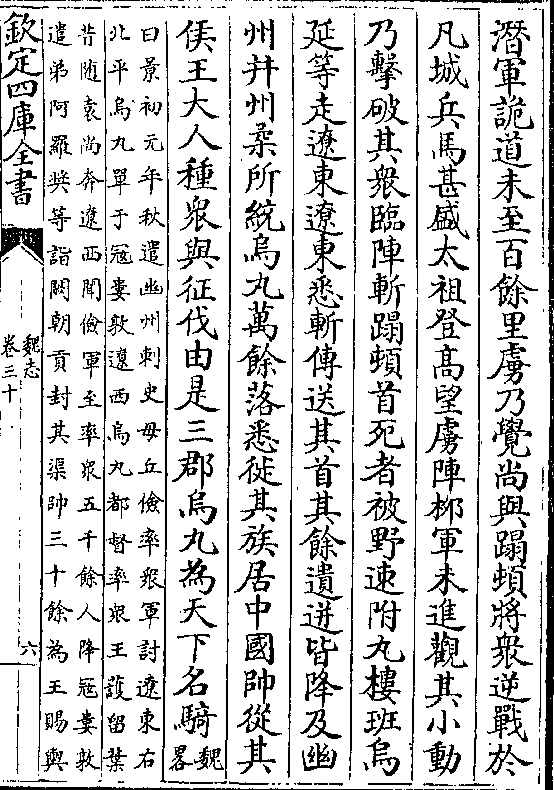 潛軍詭道未至百餘里虜乃覺尚與蹋頓將衆逆戰於
凡城兵馬甚盛太祖登髙望虜陣栁軍未進觀其小動
乃擊破其衆臨陣斬蹋頓首死者被野速附丸樓班烏
延等走遼東遼東悉斬傳送其首其餘遺迸皆降及幽
州并州柔所統烏丸萬餘落悉徙其族居中國帥從其
侯王大人種衆與征伐由是三郡烏丸為天下名騎魏畧
曰景初元年秋遣幽州刺史毋丘儉率衆軍討遼東右
北平烏丸單于冦婁敦遼西烏丸都督率衆王䕶留葉
昔随袁尚奔遼西聞儉軍至率衆五千餘人降冦婁敦
遣弟阿羅奬等詣闕朝貢封其渠帥三十餘為王賜輿
欽定四庫全書
魏志
卷三十
六